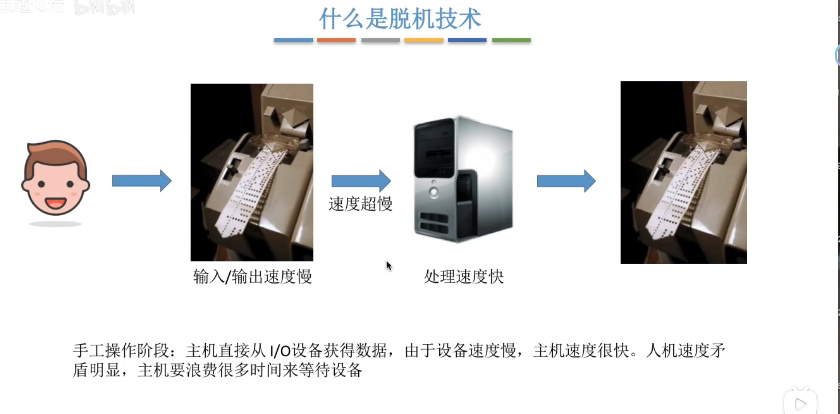 什么是脱机技术
速度超慢
输入/输出速度慢
处理速度快
手工操作阶段：主机直接从 I/O设备获得数据，由于设备速度慢，主机速度很快。人机速度矛
盾明显，主机要浪费很多时间来等待设备